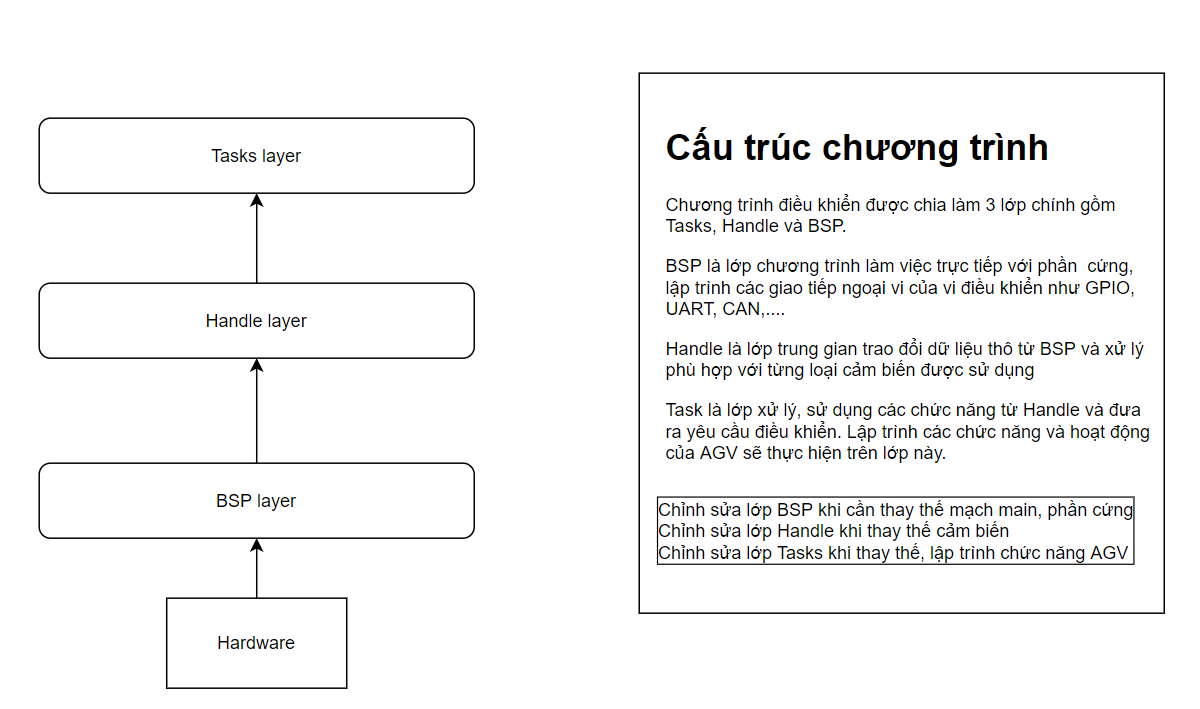 Tasks layer
Handle layer
BSP layer
Hardware
Cấu trúc chương trình
Chương trình điều khiển được chia làm 3 lớp chính gồm
Tasks, Handle và BSP.
BSP là lớp chương trình làm việc trực tiếp với phần  cứng,
lập trình các giao tiếp ngoại vi của vi điều khiển như GPIO,
UART, CAN,....
Handle là lớp trung gian trao đổi dữ liệu thô từ BSP và xử lý
phù hợp với từng loại cảm biến được sử dụng
Task là lớp xử lý, sử dụng các chức năng từ Handle và đưa
ra yêu cầu điều khiển. Lập trình các chức năng và hoạt động
của AGV sẽ thực hiện trên lớp này.
Chỉnh sửa lớp BSP khi cần thay thế mạch main, phần cứng
Chỉnh sửa lớp Handle khi thay thế cảm biến
Chỉnh sửa lớp Tasks khi thay thế, lập trình chức năng AGV